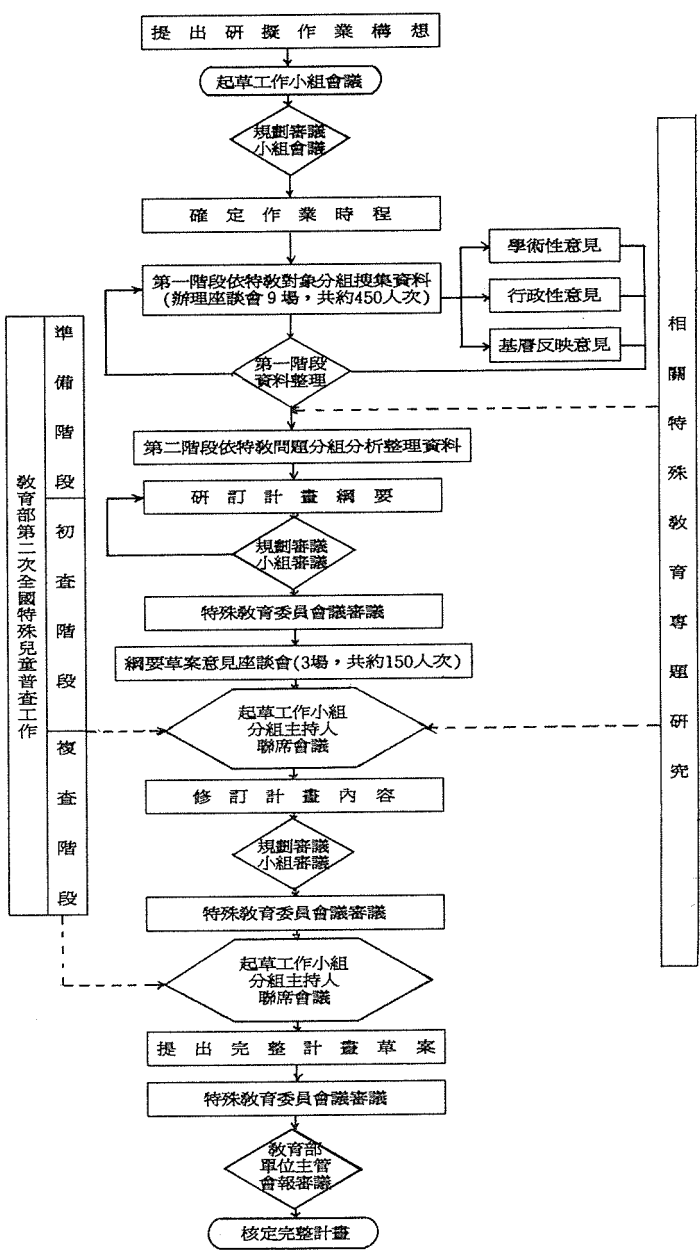 提出研擬作業構想
起草工作小組會議
規劃審議
小組會議
確定作業時程
第一階段依特教對象分組搜集資料
(辦理座談會9場，共約450人次)
學術性意見
行政性意見
基層反映意見
第一階段
資料整理
第二階段依特教問題分組分析整理資料
研訂計畫綱要
規劃審議
小組審議
特殊教育委員會議審議
綱要草案意見座談會(3場，共約150人次)
起草工作小組
分組主持人
聯席會議
修訂計畫內容
規劃審議
小組審議
特殊教育委員會議審議
起草工作小組
分組主持人
聯席會議
提出完整計畫草案
特殊教育委員會議審議
教育部
單位主管
會報審議
核定完整計畫
教育部第二次全國特殊兒童普查工作
準備階段
初查階段
複查階段
相關特殊教育專題研究